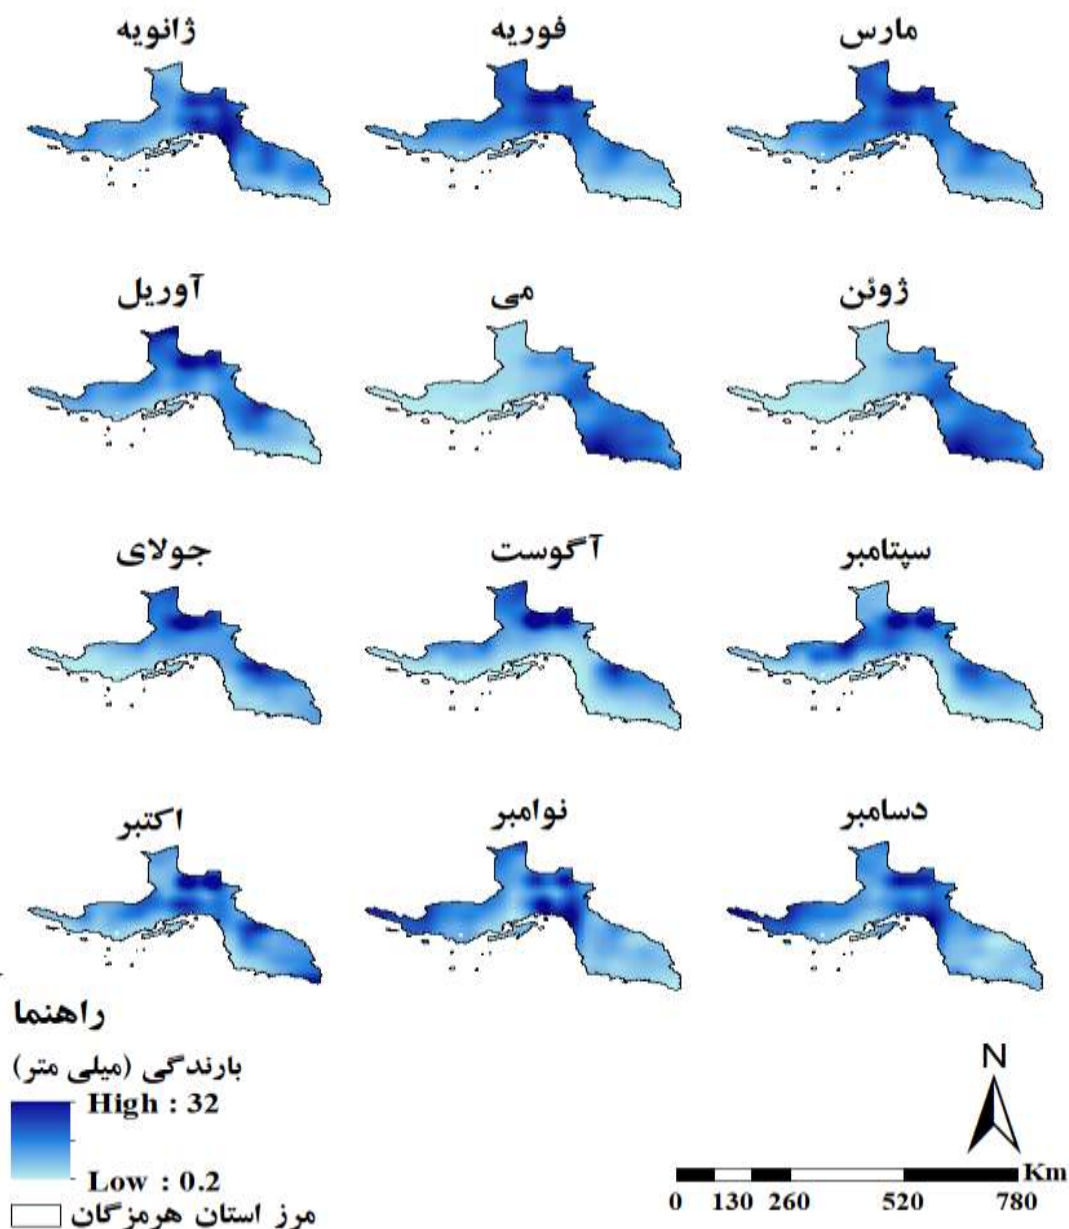 ژانویه فوریه مارس
آوریل می ژوئن
جولای آگوست سپتامبر
اکتبر نوامبر دسامبر
راهنما
بارندگی (میلی متر)
High : 32
Low : 0.2
مرز استان هرمزگان
N
Km
0 130 260 520 780